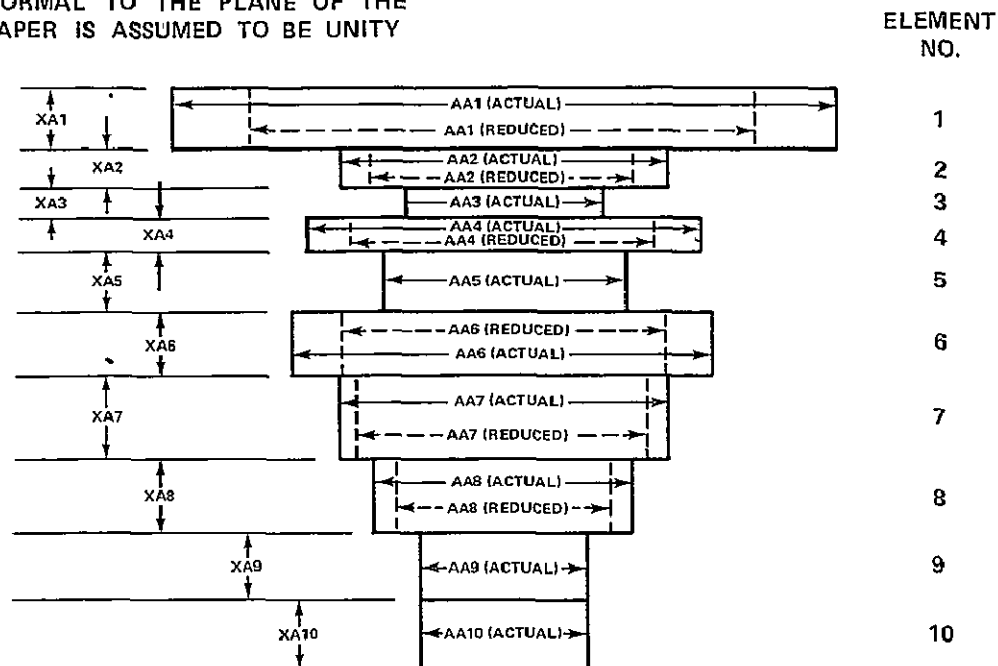 NORMAL TO THE PLANE OF THE
PAPER IS ASSUMED TO BE UNITY
ELEMENT
NO.
XA1
AA1 (ACTUAL)
AA1 (REDUCED)
1
XA2
AA2 (ACTUAL)
AA2 (REDUCED)
2
XA3
AA3 (ACTUAL)
3
XA4
AA4 (ACTUAL)
AA4 (REDUCED)
4
XA5
AA5 (ACTUAL)
5
XA6
AA6 (REDUCED)
AA6 (ACTUAL)
6
XA7
AA7 (ACTUAL)
AA7 (REDUCED)
7
XA8
AA8 (ACTUAL)
AA8 (REDUCED)
8
XA9
AA9 (ACTUAL)
9
XA10
AA10 (ACTUAL)
10